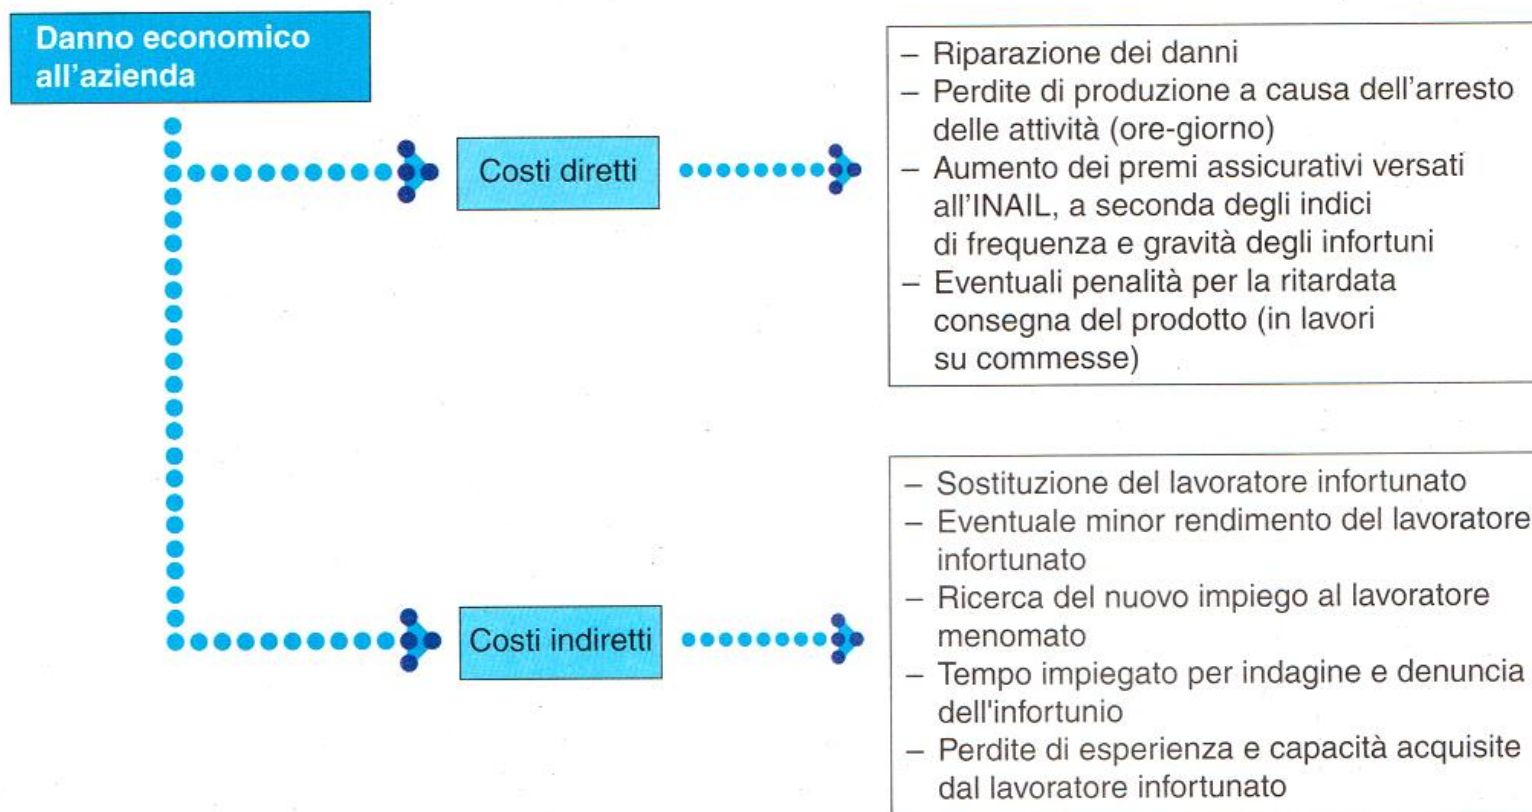 Danno economico
all'azienda
Costi diretti
– Riparazione dei danni
– Perdite di produzione a causa dell'arresto
delle attività (ore-giorno)
– Aumento dei premi assicurativi versati
all'INAIL, a seconda degli indici
di frequenza e gravità degli infortuni
– Eventuali penalità per la ritardata
consegna del prodotto (in lavori
su commesse)
Costi indiretti
– Sostituzione del lavoratore infortunato
– Eventuale minor rendimento del lavoratore
infortunato
– Ricerca del nuovo impiego al lavoratore
menomato
– Tempo impiegato per indagine e denuncia
dell'infortunio
– Perdite di esperienza e capacità acquisite
dal lavoratore infortunato